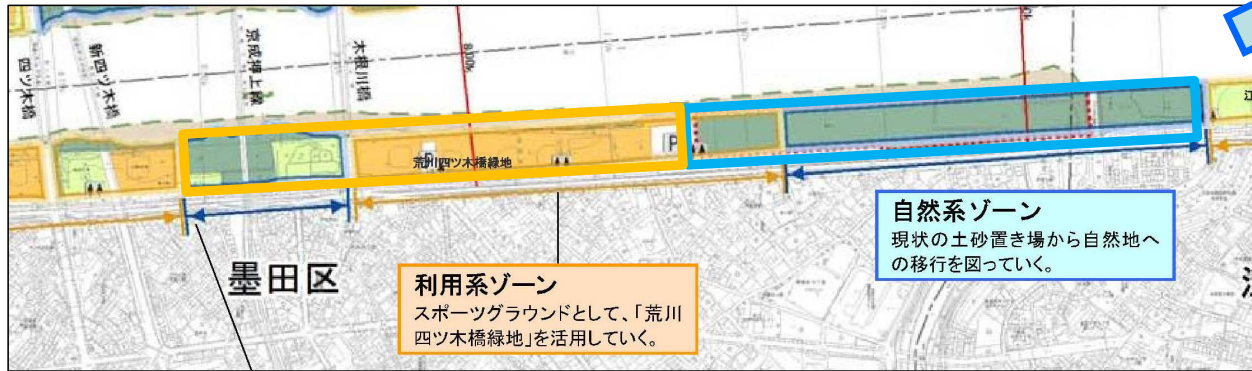 四ツ木橋
新四ツ木橋
京成押上線
木根川橋
8.00k
P
P
荒川四ツ木橋緑地
墨田区
利用系ゾーン
スポーツグラウンドとして、「荒川
四ツ木橋緑地」を活用していく。
自然系ゾーン
現状の土砂置き場から自然地へ
の移行を図っていく。
江